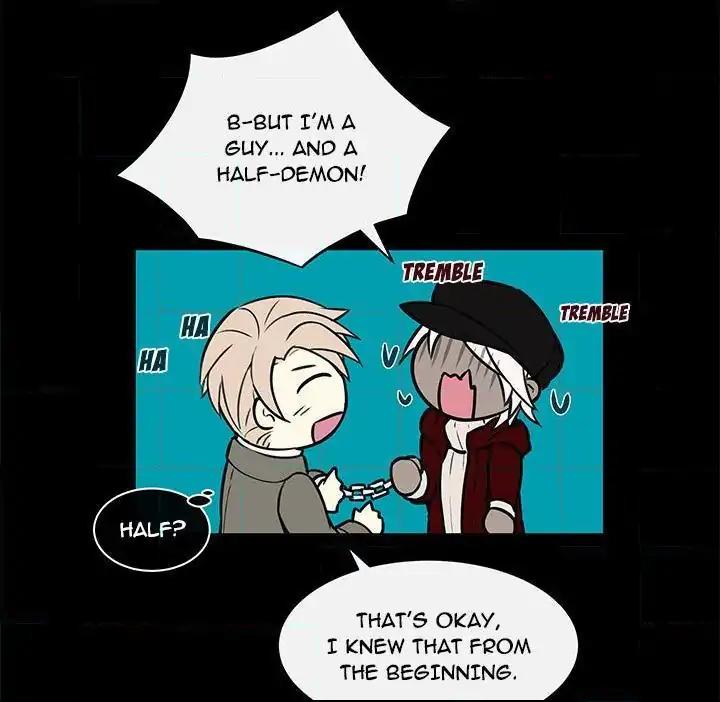 B-BUT I'M A
GUY... AND A
HALF-DEMON!
TREMBLE
TREMBLE
HA
HA
HALF?
THAT'S OKAY,
I KNEW THAT FROM
THE BEGINNING.